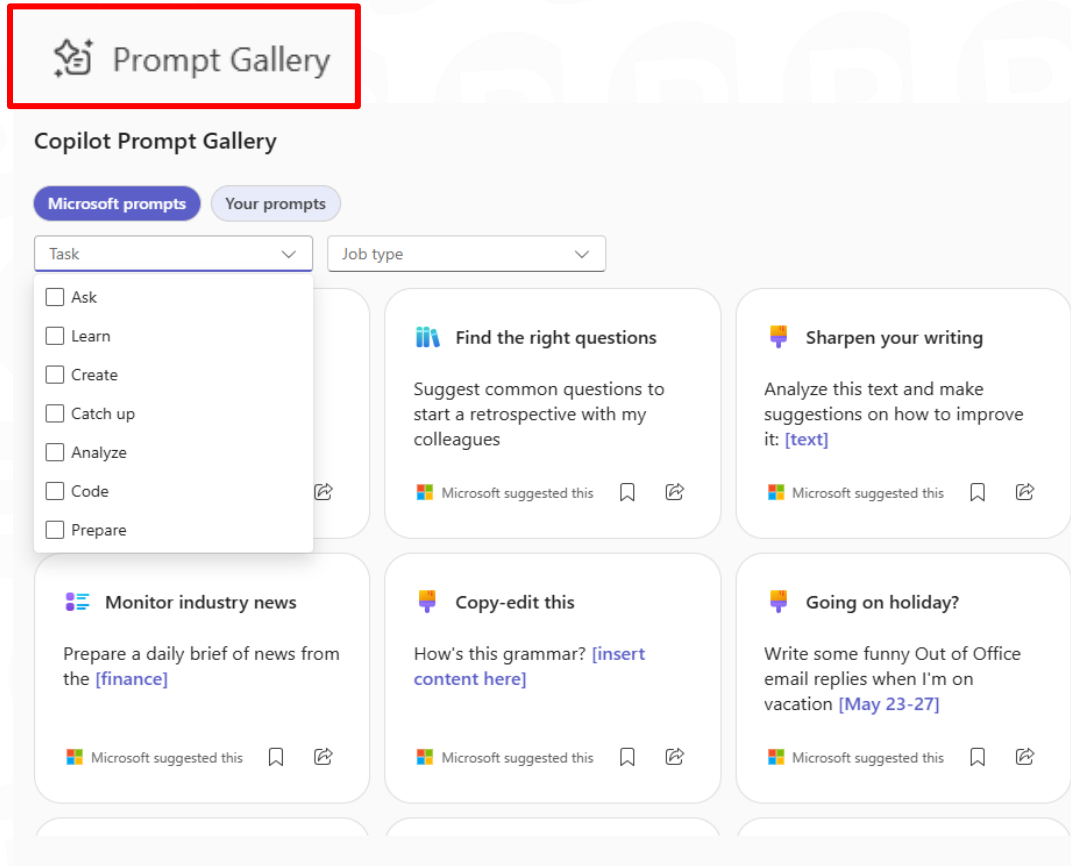 Prompt Gallery
Copilot Prompt Gallery
Microsoft prompts
Your prompts
Task
Job type
Ask
Learn
Create
Catch up
Analyze
Code
Prepare
Find the right questions
Suggest common questions to
start a retrospective with my
colleagues
Microsoft suggested this
Sharpen your writing
Analyze this text and make
suggestions on how to improve
it: [text]
Microsoft suggested this
Monitor industry news
Prepare a daily brief of news from
the [finance]
Microsoft suggested this
Copy-edit this
How's this grammar? [insert
content here]
Microsoft suggested this
Going on holiday?
Write some funny Out of Office
email replies when I'm on
vacation [May 23-27]
Microsoft suggested this